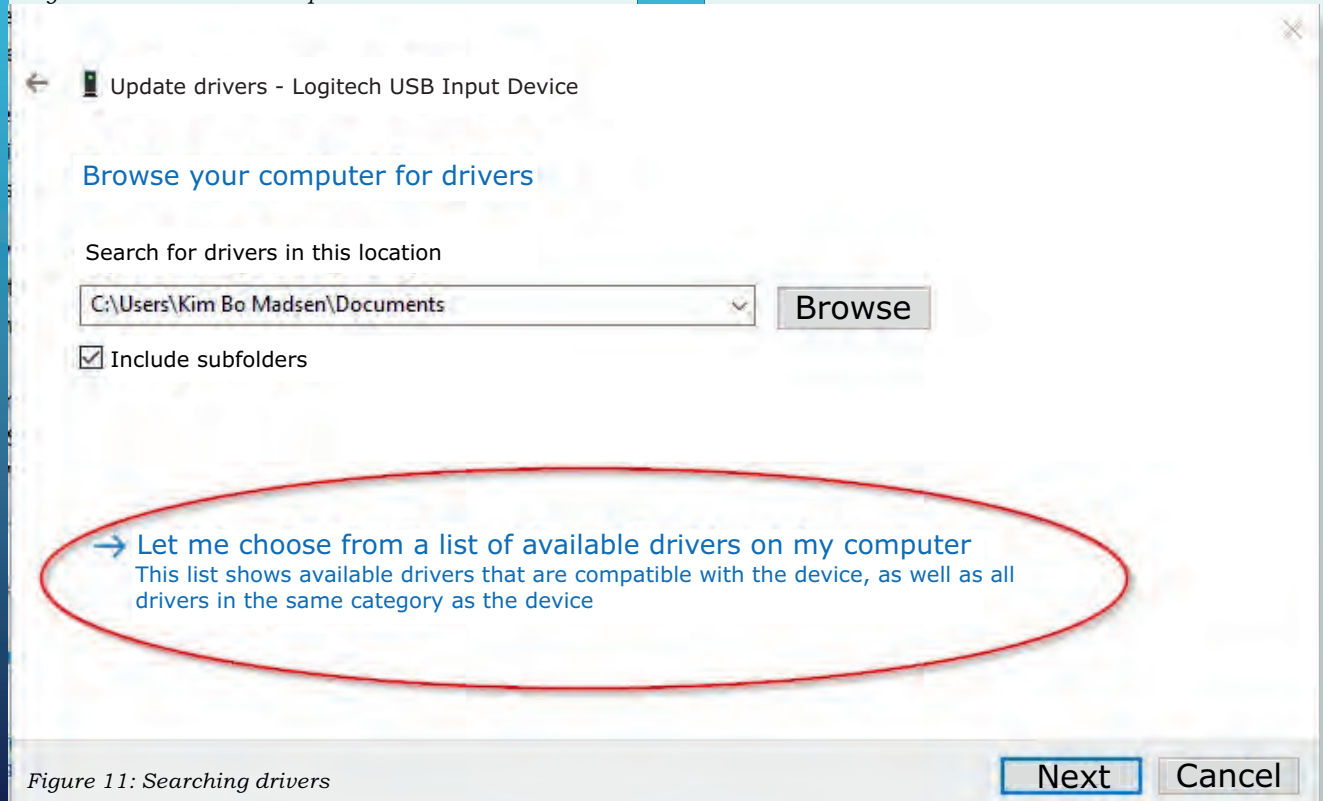 Update drivers - Logitech USB Input Device
Browse your computer for drivers
Search for drivers in this location
C:\Users\Kim Bo Madsen\Documents
Browse
Include subfolders
Let me choose from a list of available drivers on my computer
This list shows available drivers that are compatible with the device, as well as all
drivers in the same category as the device
Figure 11: Searching drivers
Next
Cancel